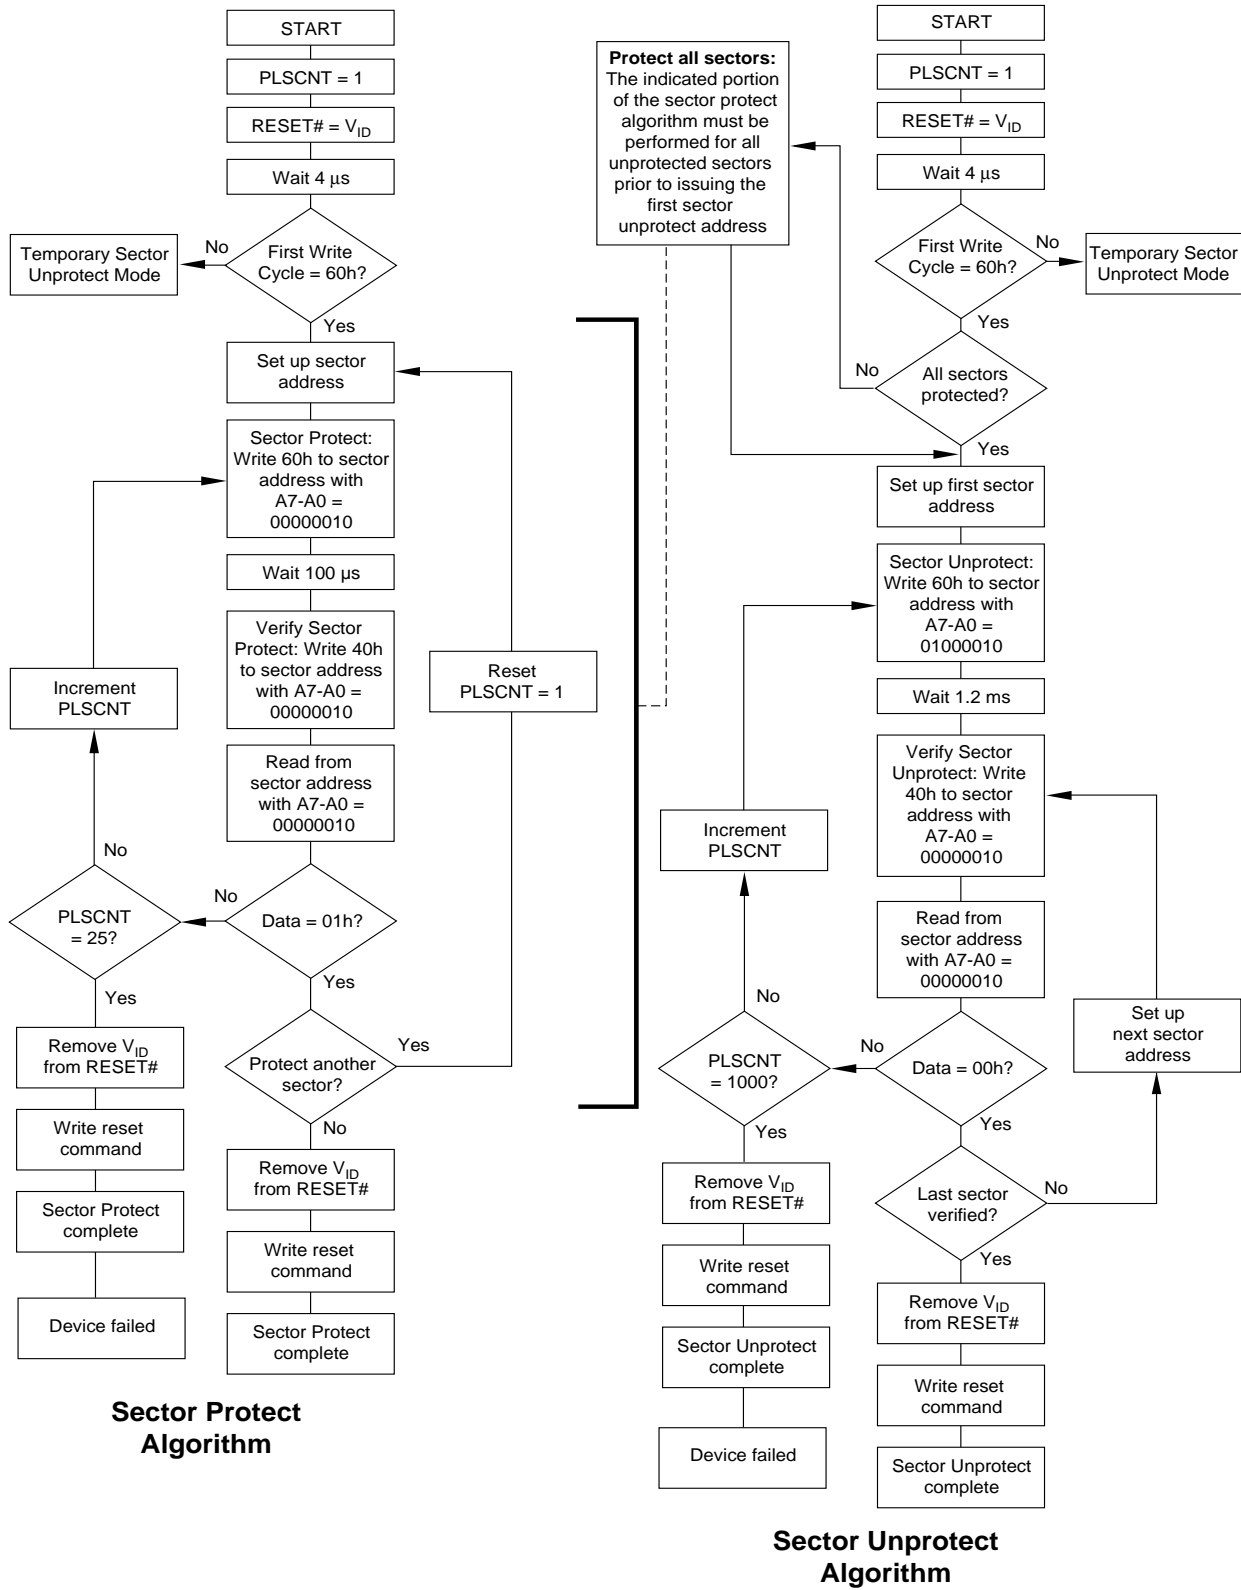 START
PLSCNT = 1
RESET# = VID
Wait 4 μs
First Write
Cycle = 60h?
No
Temporary Sector
Unprotect Mode
Yes
Set up sector
address
Sector Protect:
Write 60h to sector
address with
A7-A0 =
00000010
Wait 100 µs
Verify Sector
Protect: Write 40h
to sector address
with A7-A0 =
00000010
Reset
PLSCNT = 1
Increment
PLSCNT
Read from
sector address
with A7-A0 =
00000010
No
No
Data = 01h?
PLSCNT
= 25?
Yes
Yes
Protect another
sector?
Yes
No
Remove VID
from RESET#
Write reset
command
Sector Protect
complete
Device failed
Remove VID
from RESET#
Write reset
command
Sector Protect
complete
Sector Protect
Algorithm
Protect all sectors:
The indicated portion
of the sector protect
algorithm must be
performed for all
unprotected sectors
prior to issuing the
first sector
unprotect address
START
PLSCNT = 1
RESET# = VID
Wait 4 μs
First Write
Cycle = 60h?
No
Temporary Sector
Unprotect Mode
Yes
All sectors
protected?
No
Yes
Set up first sector
address
Sector Unprotect:
Write 60h to sector
address with
A7-A0 =
01000010
Wait 1.2 ms
Verify Sector
Unprotect: Write
40h to sector
address with
A7-A0 =
00000010
Increment
PLSCNT
Read from
sector address
with A7-A0 =
00000010
No
No
Data = 00h?
PLSCNT
= 1000?
Set up
next sector
address
Yes
Yes
Last sector
verified?
No
Yes
Remove VID
from RESET#
Write reset
command
Sector Unprotect
complete
Device failed
Remove VID
from RESET#
Write reset
command
Sector Unprotect
complete
Sector Unprotect
Algorithm